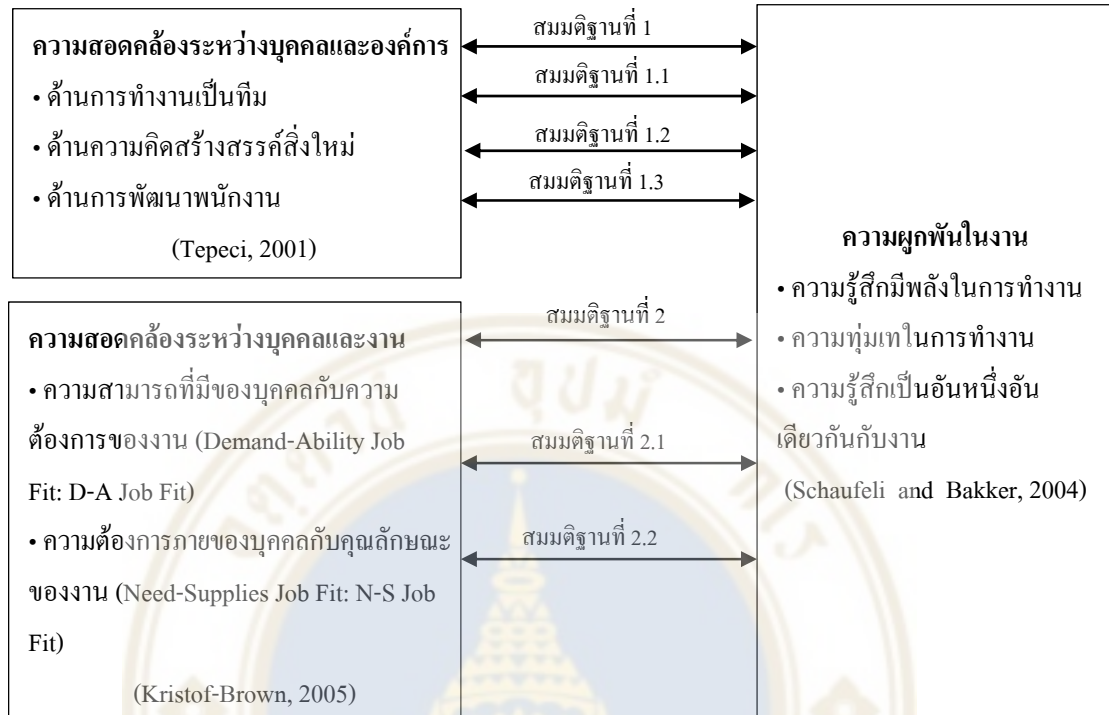 ความสอดคล้องระหว่างบุคคลและองค์การ
• ด้านการทำงานเป็นทีม
• ด้านความคิดสร้างสรรค์สิ่งใหม่
• ด้านการพัฒนาพนักงาน
(Tepeci, 2001)
สมมติฐานที่ 1
สมมติฐานที่ 1.1
สมมติฐานที่ 1.2
สมมติฐานที่ 1.3
ความสอดคล้องระหว่างบุคคลและงาน
• ความสามารถที่มีของบุคคลกับความ
ต้องการของงาน (Demand-Ability Job
Fit: D-A Job Fit)
• ความต้องการภายของบุคคลกับคุณลักษณะ
ของงาน (Need-Supplies Job Fit: N-S Job
Fit)
(Kristof-Brown, 2005)
สมมติฐานที่ 2
สมมติฐานที่ 2.1
สมมติฐานที่ 2.2
ความผูกพันในงาน
• ความรู้สึกมีพลังในการทำงาน
• ความทุ่มเทในการทำงาน
• ความรู้สึกเป็นอันหนึ่งอัน
เดียวกันกับงาน
(Schaufeli and Bakker, 2004)